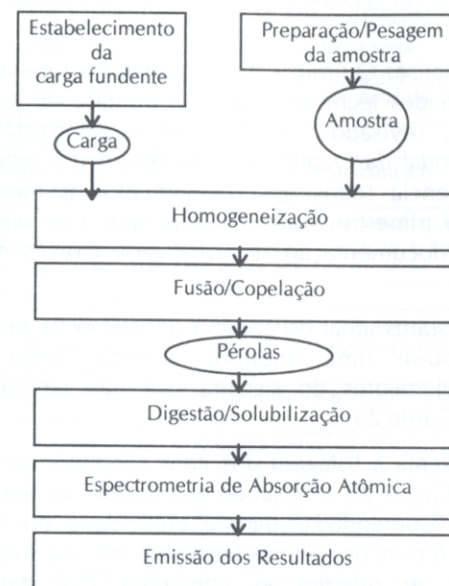 Estabelecimento
da
carga fundente
Preparação/Pesagem
da amostra
Carga
Amostra
Homogeneização
Fusão/Copelação
Pérolas
Digestão/Solubilização
Espectrometria de Absorção Atômica
Emissão dos Resultados